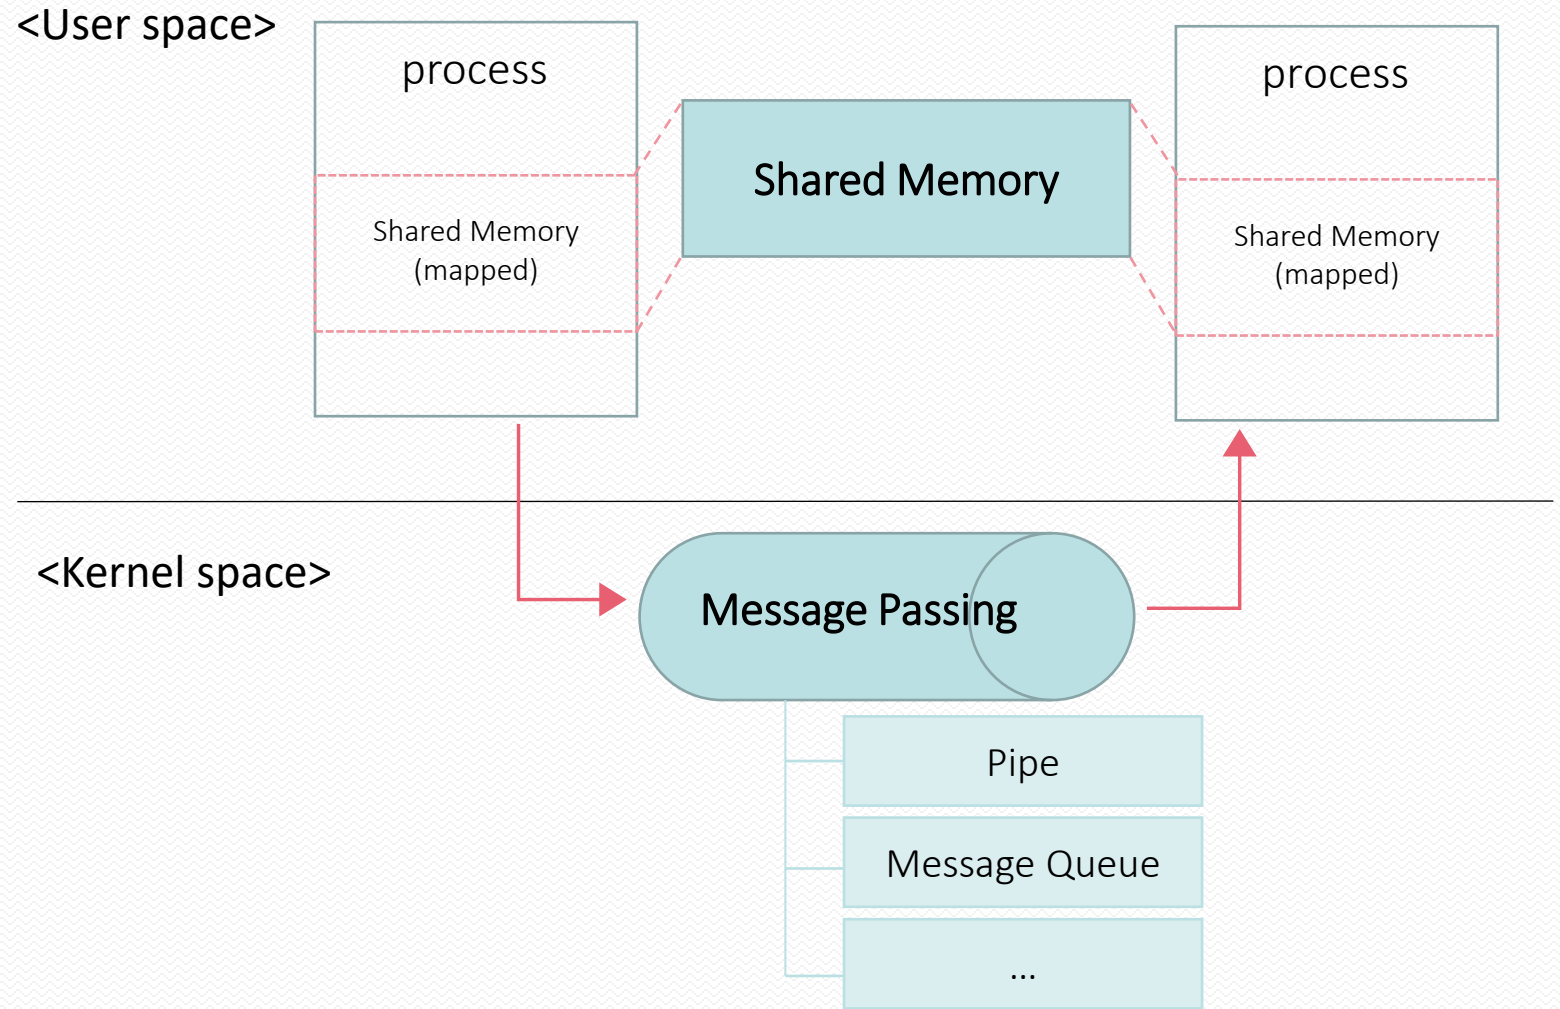 <User space>
process
Shared Memory
(mapped)
Shared Memory
process
Shared Memory
(mapped)
<Kernel space>
Message Passing
Pipe
Message Queue
...